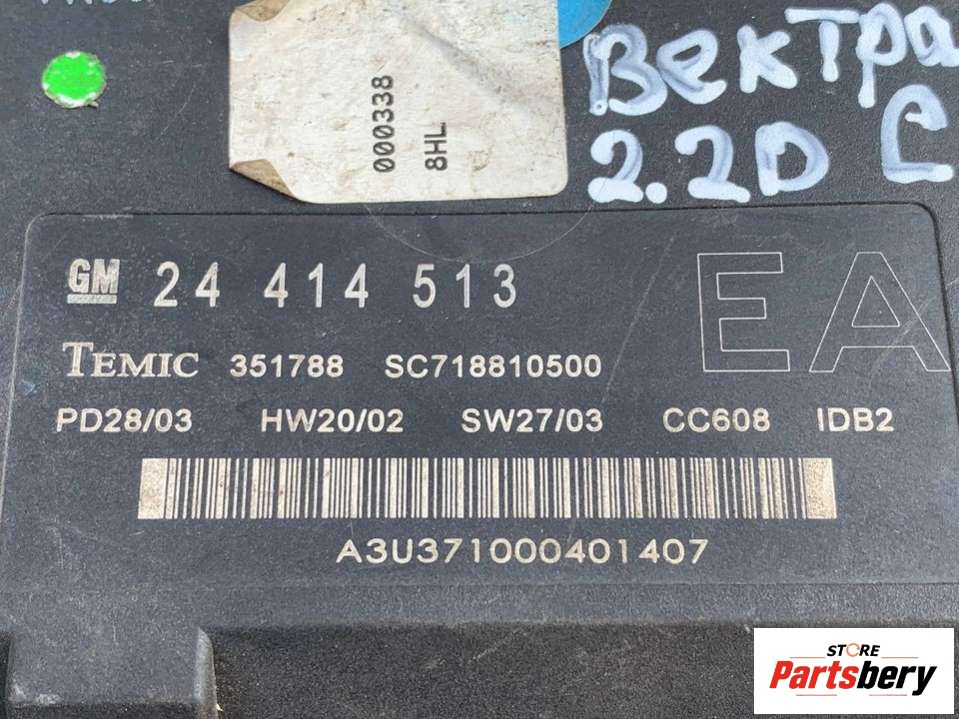 000338
8HL
Вектра С
2.2D
GM 24 414 513
EA
TEMIC 351788 SC718810500
PD28/03 HW20/02 SW27/03 CC608 IDB2
A3U371000401407
STORE
Partsbery